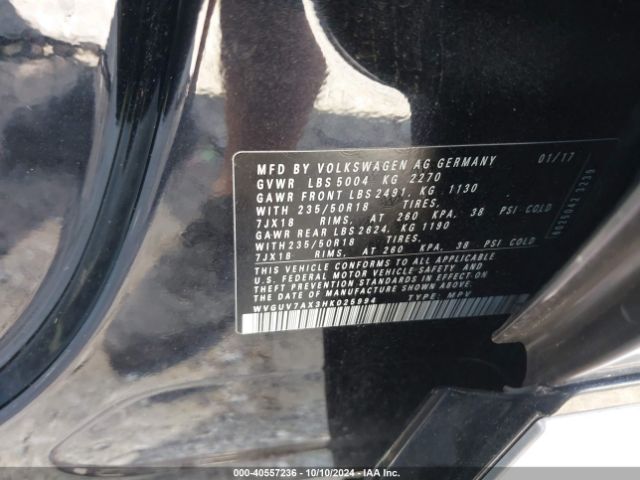 MFD BY VOLKSWAGEN AG GERMANY 01/17
GVWR LBS 5004 KG 2270
GAWR FRONT LBS 2491, KG 1130
WITH 235/50R18 TIRES,
7JX18 RIMS, AT 260 KPA, 38 PSI COLD
GAWR REAR LBS 2624, KG 1190
WITH 235/50R18 TIRES,
7JX18 RIMS, AT 260 KPA, 38 PSI COLD
THIS VEHICLE CONFORMS TO ALL APPLICABLE
U.S. FEDERAL MOTOR VEHICLE SAFETY AND
THEFT PREVENTION STANDARDS IN EFFECT
ON THE DATE OF MANUFACTURE SHOWN ABOVE.
WVGUV7AX3HK025994 TYPE: MPV
000-40557236 - 10/10/2024 - IAA Inc.